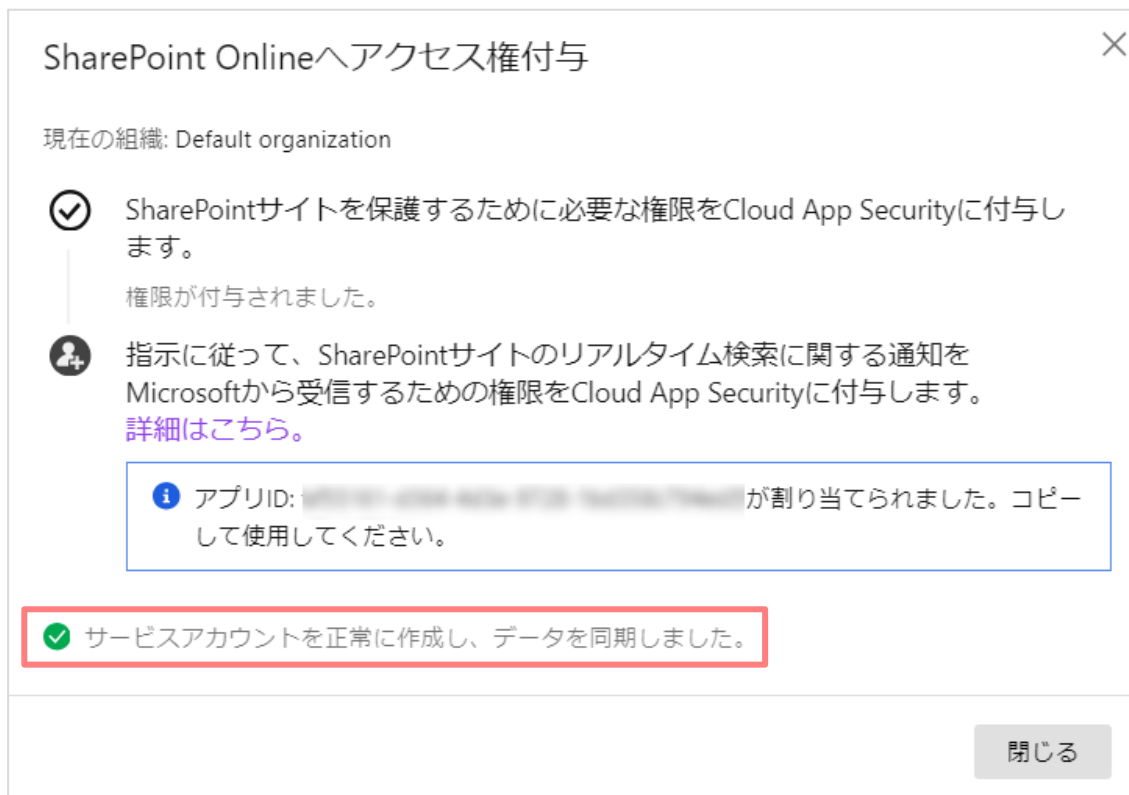 SharePoint Onlineへアクセス権付与
現在の組織: Default organization
SharePointサイトを保護するために必要な権限をCloud App Securityに付与し
ます。
権限が付与されました。
指示に従って、SharePointサイトのリアルタイム検索に関する通知を
Microsoftから受信するための権限をCloud App Securityに付与します。
詳細はこちら。
アプリID: が割り当てられました。コピー
して使用してください。
サービスアカウントを正常に作成し、データを同期しました。
閉じる